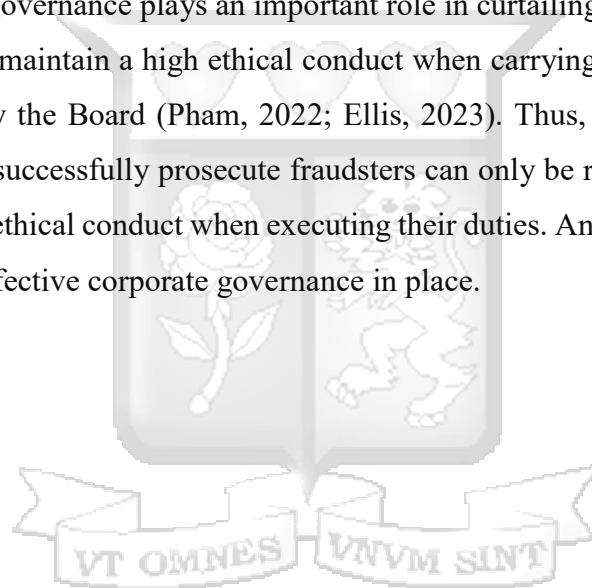 governance plays an important role in curtailing
maintain a high ethical conduct when carrying
the Board (Pham, 2022; Ellis, 2023). Thus,
successfully prosecute fraudsters can only be
ethical conduct when executing their duties. An
effective corporate governance in place.
VT OMNES VNVM SINT